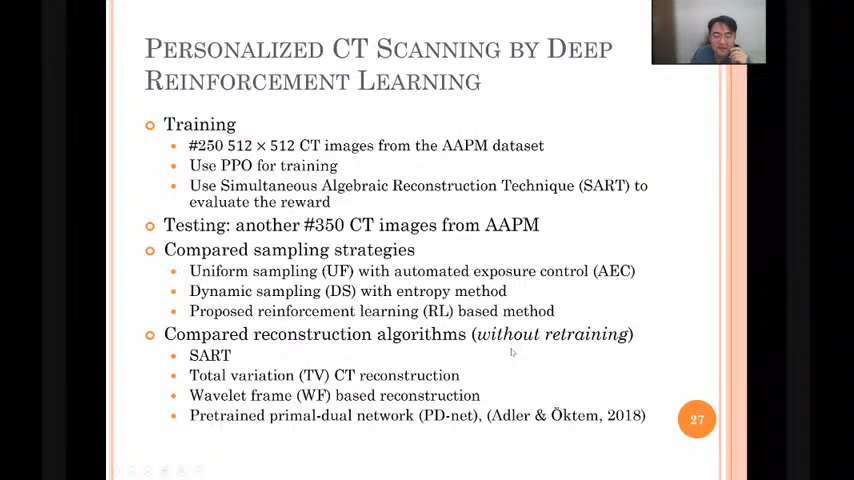 PERSONALIZED CT SCANNING BY DEEP
REINFORCEMENT LEARNING
Training
#250 512 × 512 CT images from the AAPM dataset
Use PPO for training
Use Simultaneous Algebraic Reconstruction Technique (SART) to
evaluate the reward
Testing: another #350 CT images from AAPM
Compared sampling strategies
Uniform sampling (UF) with automated exposure control (AEC)
Dynamic sampling (DS) with entropy method
Proposed reinforcement learning (RL) based method
Compared reconstruction algorithms (without retraining)
SART
Total variation (TV) CT reconstruction
Wavelet frame (WF) based reconstruction
Pretrained primal-dual network (PD-net), (Adler & Öktem, 2018)
27